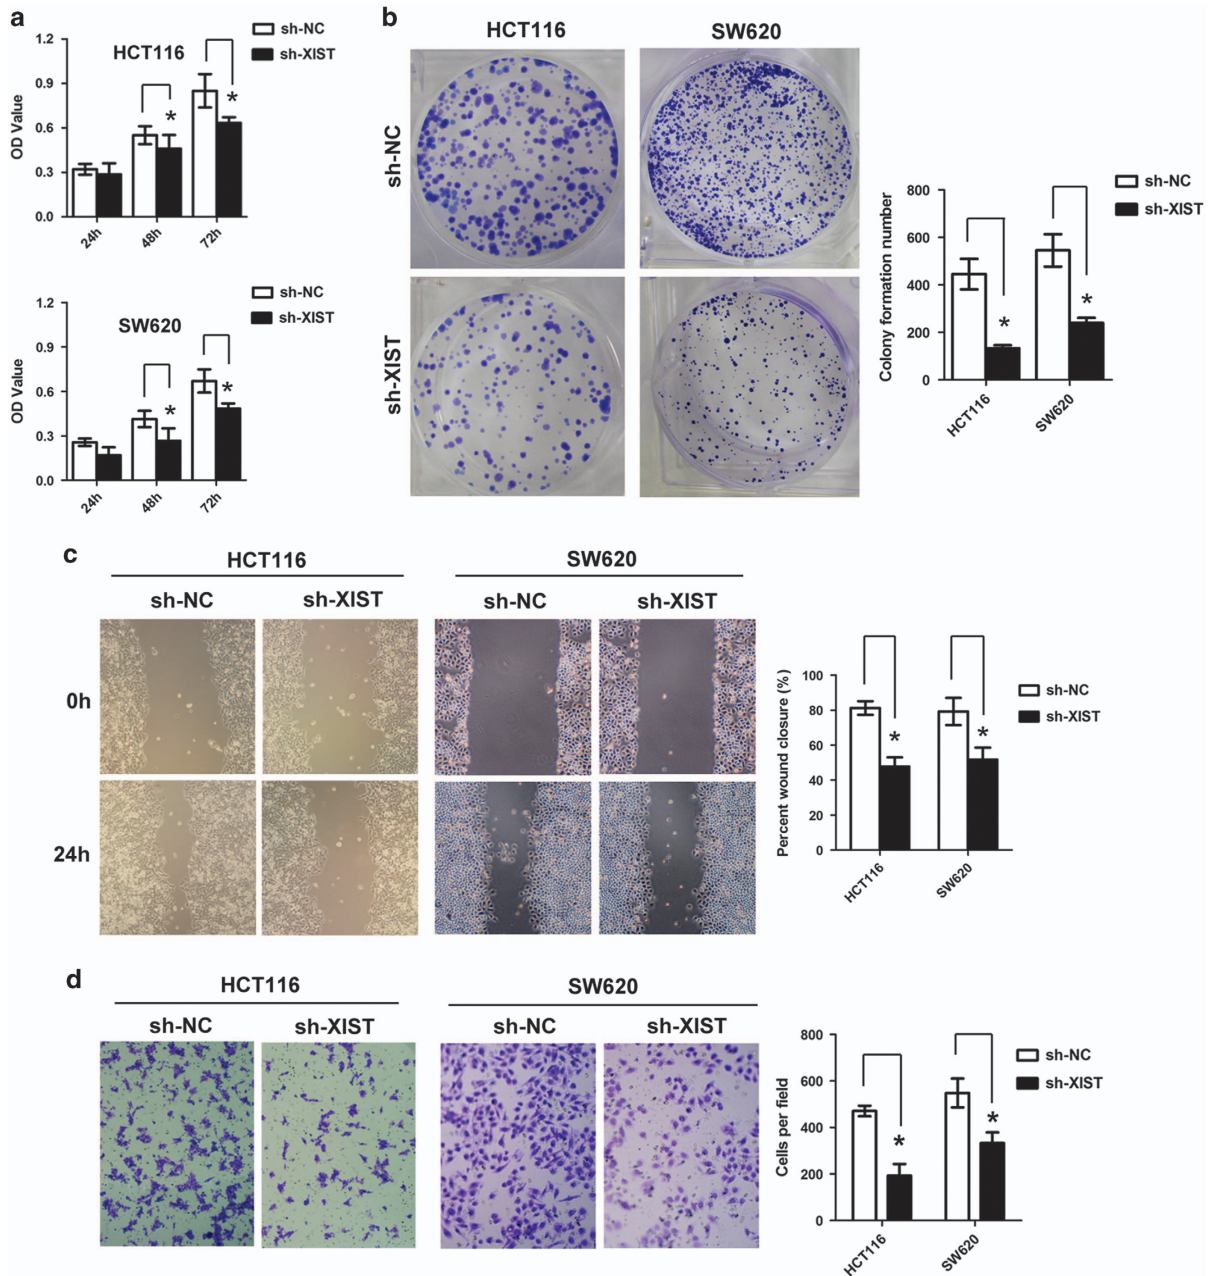 a
HCT116
sh-NC
sh-XIST
OD Value
1.2
0.9
0.6
0.3
0.0
*
*
24h
48h
72h
SW620
sh-NC
sh-XIST
OD Value
1.2
0.9
0.6
0.3
0.0
*
*
24h
48h
72h
b
HCT116
SW620
sh-NC
sh-XIST
sh-NC
sh-XIST
Colony formation number
800
600
400
200
0
*
*
HCT116
SW620
c
HCT116
SW620
sh-NC
sh-XIST
sh-NC
sh-XIST
0h
24h
sh-NC
sh-XIST
Percent wound closure (%)
100
80
60
40
20
0
*
*
HCT116
SW620
d
HCT116
SW620
sh-NC
sh-XIST
sh-NC
sh-XIST
sh-NC
sh-XIST
Cells per field
800
600
400
200
0
*
*
HCT116
SW620